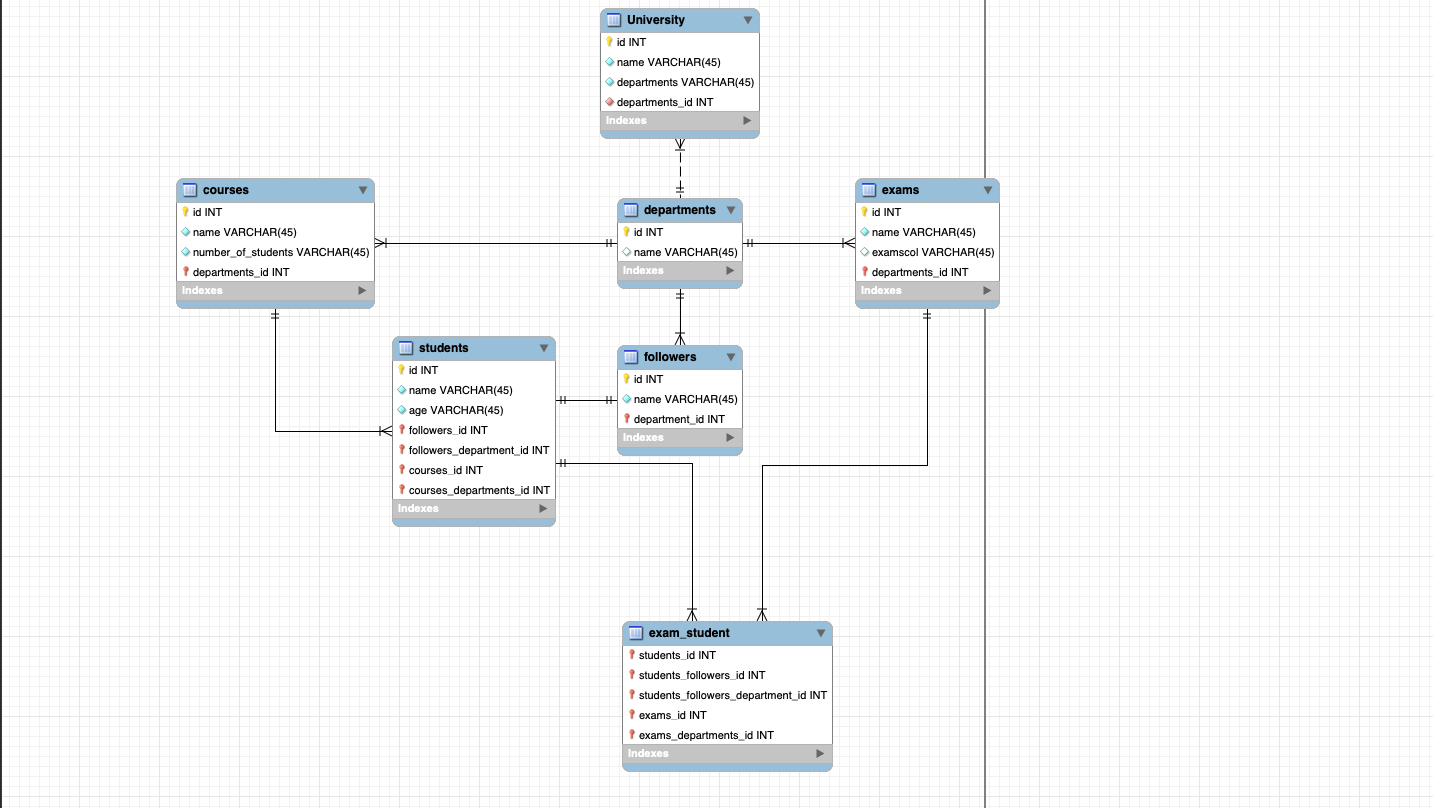 University
id INT
name VARCHAR(45)
departments VARCHAR(45)
departments_id INT
Indexes
courses
id INT
name VARCHAR(45)
number_of_students VARCHAR(45)
departments_id INT
Indexes
departments
id INT
name VARCHAR(45)
Indexes
exams
id INT
name VARCHAR(45)
examscol VARCHAR(45)
departments_id INT
Indexes
students
id INT
name VARCHAR(45)
age VARCHAR(45)
followers_id INT
followers_department_id INT
courses_id INT
courses_departments_id INT
Indexes
followers
id INT
name VARCHAR(45)
department_id INT
Indexes
exam_student
students_id INT
students_followers_id INT
students_followers_department_id INT
exams_id INT
exams_departments_id INT
Indexes